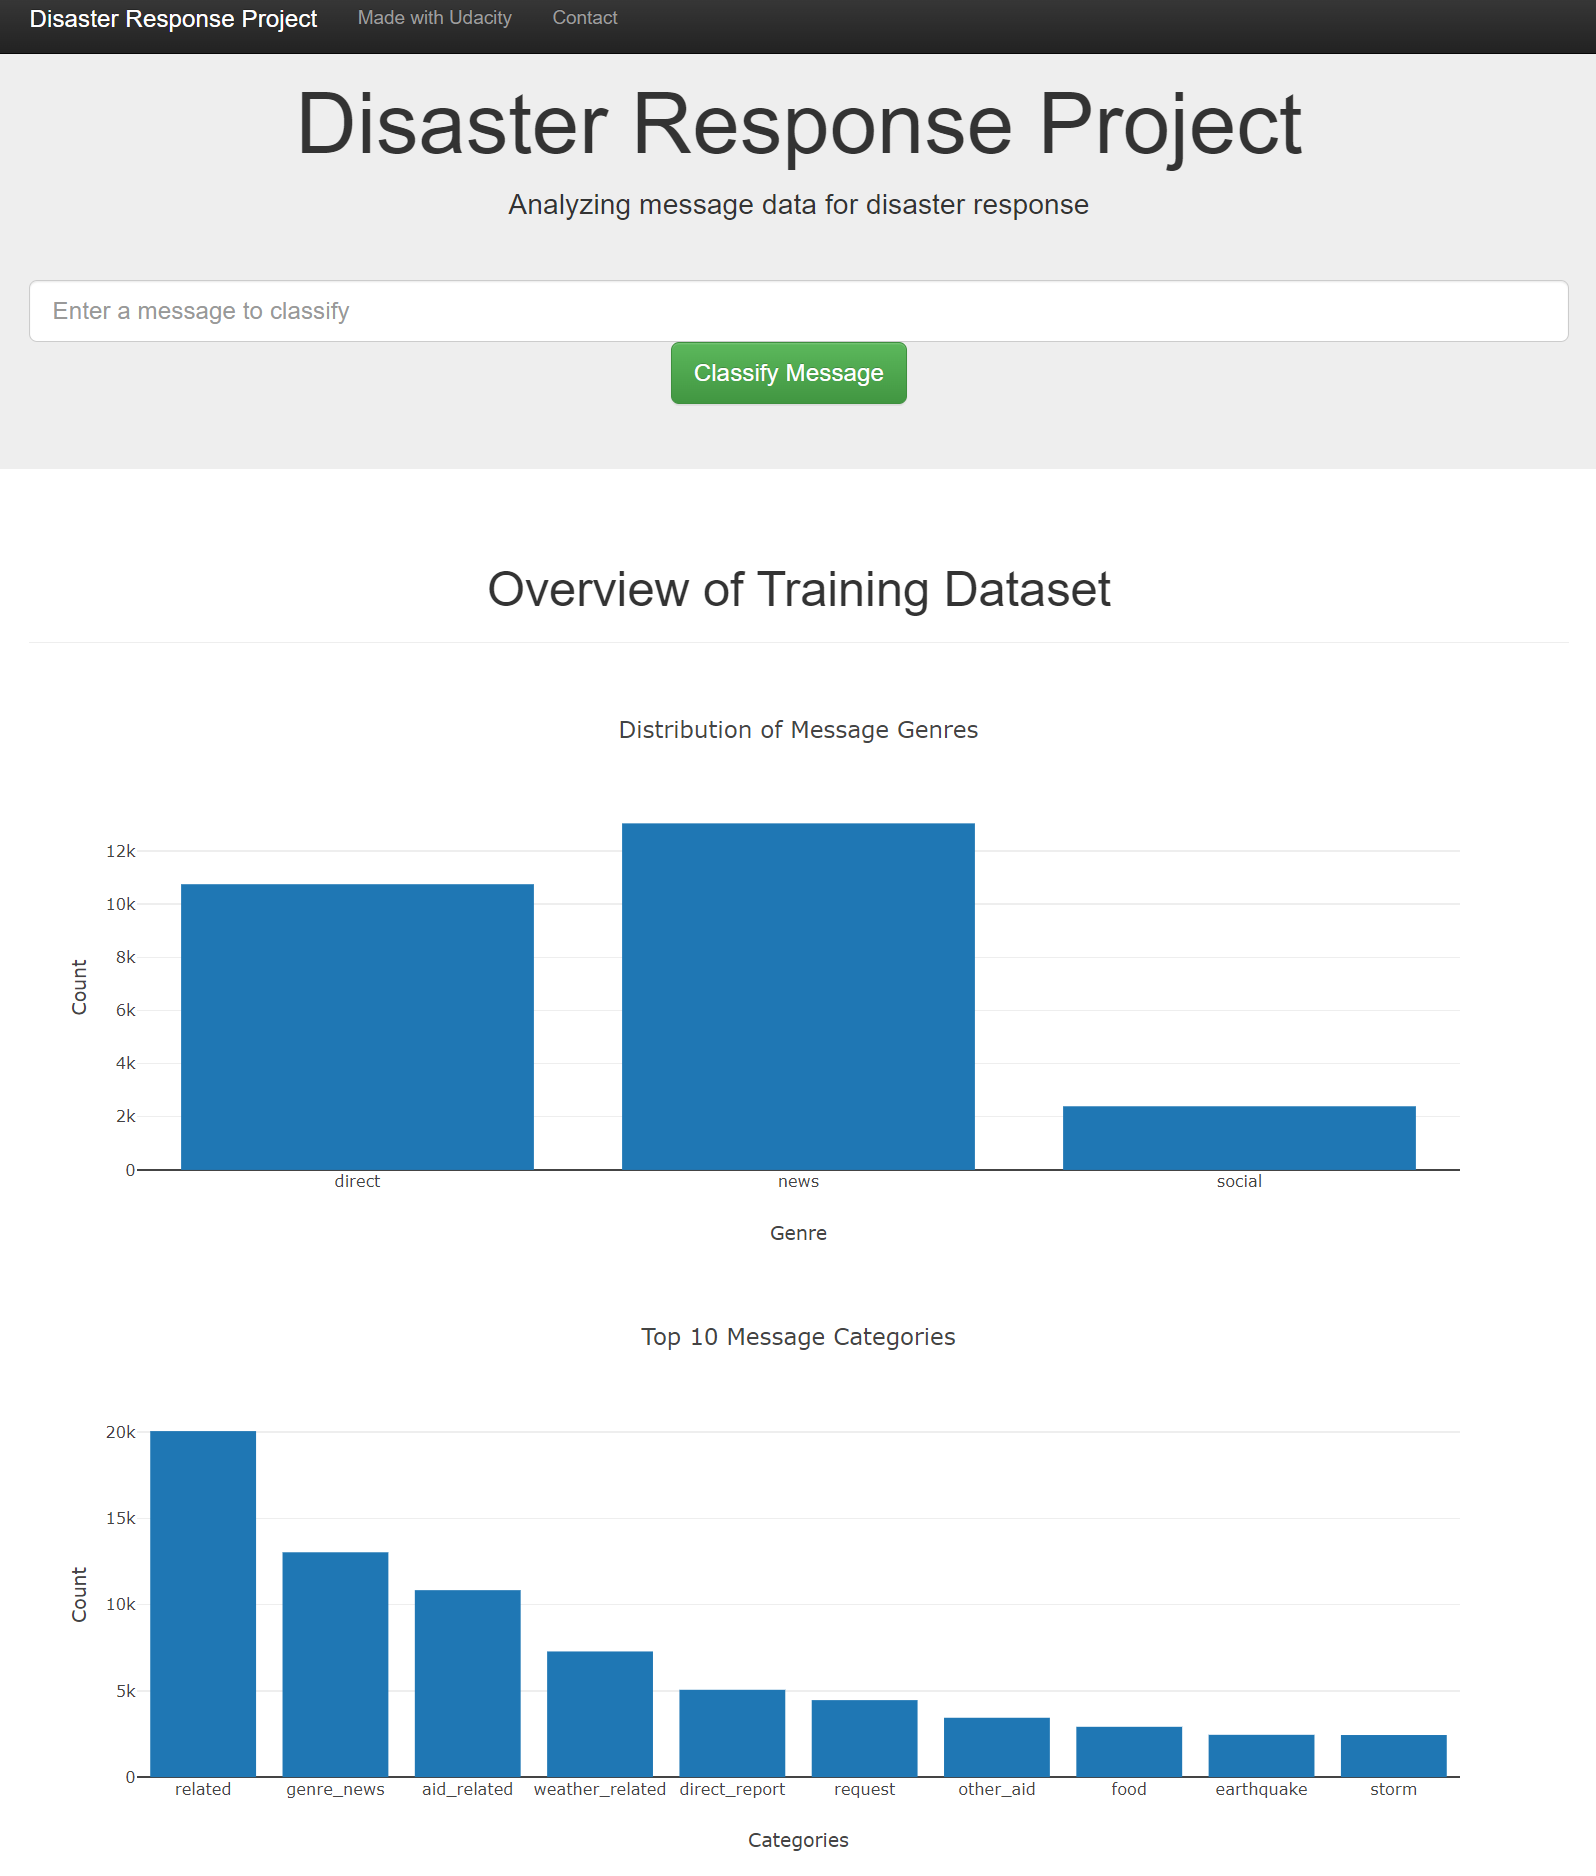 Disaster Response Project Made with Udacity Contact
Disaster Response Project
Analyzing message data for disaster response
Enter a message to classify
Classify Message
Overview of Training Dataset
Distribution of Message Genres
12k
10k
8k
6k
4k
2k
0
Count
direct news social
Genre
Top 10 Message Categories
20k
15k
10k
5k
0
Count
related genre_news aid_related weather_related direct_report request other_aid food earthquake storm
Categories